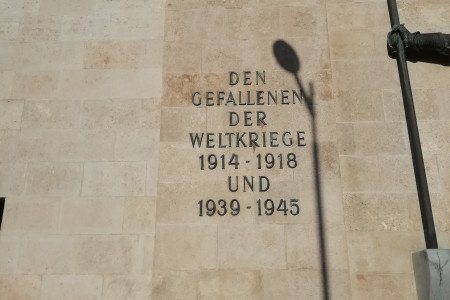 DEN
GEFALLENEN
DER
WELTKRIEGE
1914 - 1918
UND
1939 - 1945